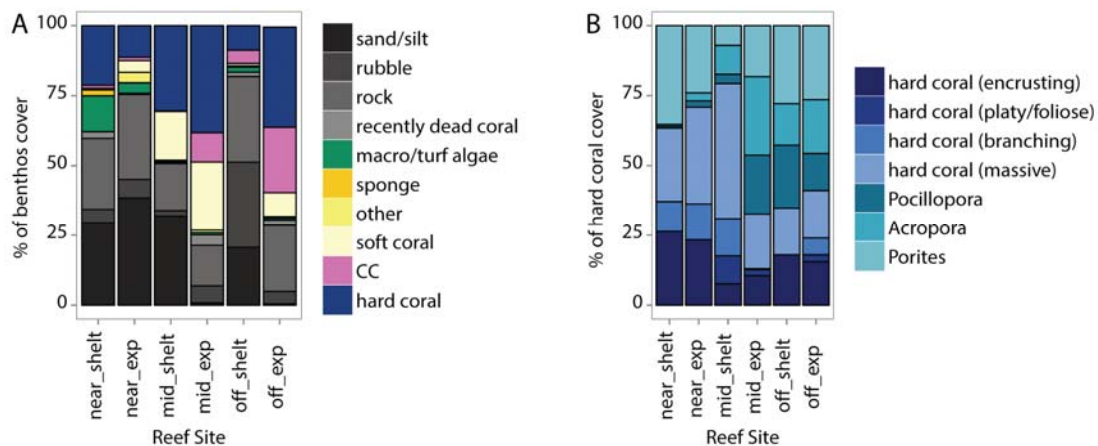 A
100
75
50
25
0
% of benthos cover
near_shelt
near_exp
mid_shelt
mid_exp
off_shelt
off_exp
Reef Site
sand/silt
rubble
rock
recently dead coral
macro/turf algae
sponge
other
soft coral
CC
hard coral
B
100
75
50
25
0
% of hard coral cover
near_shelt
near_exp
mid_shelt
mid_exp
off_shelt
off_exp
Reef Site
hard coral (encrusting)
hard coral (platy/foliose)
hard coral (branching)
hard coral (massive)
Pocillopora
Acropora
Porites